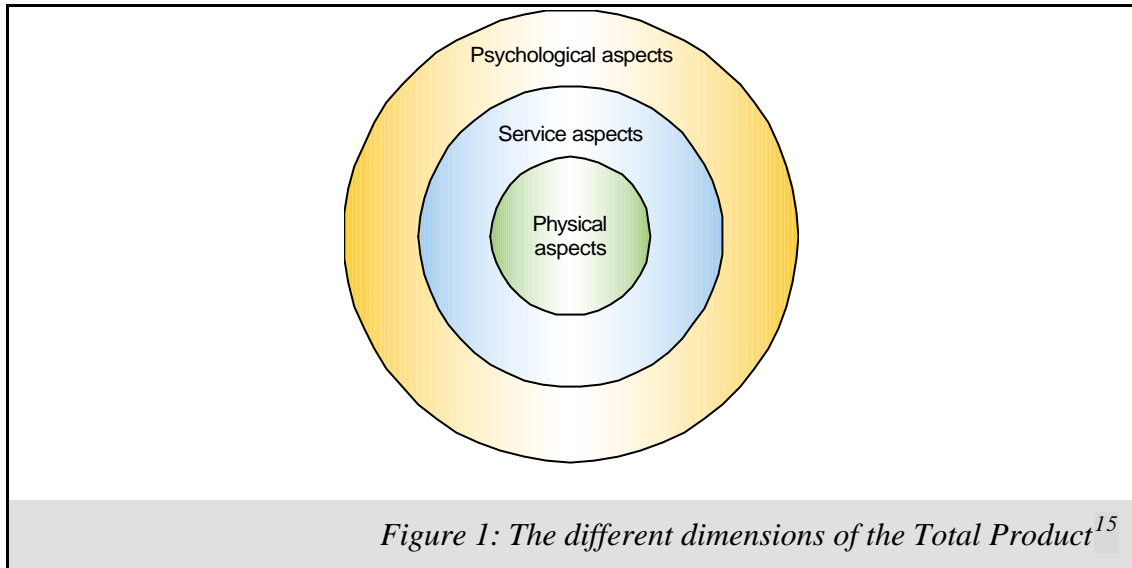 Psychological aspects
Service aspects
Physical
aspects
Figure 1: The different dimensions of the Total Product15